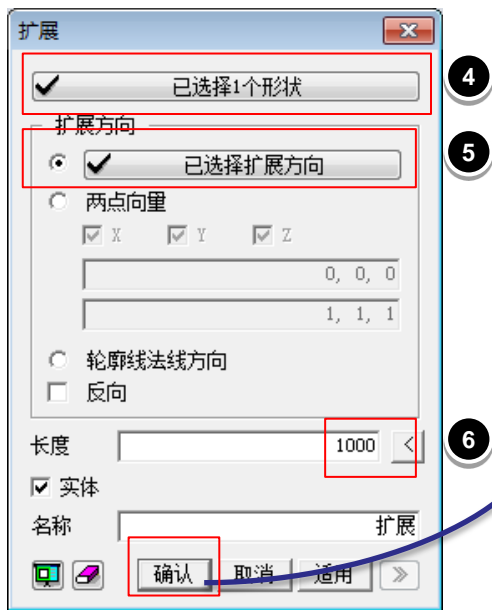 扩展
已选择1个形状
4
扩展方向
已选择扩展方向
5
两点向量
X Y Z
0, 0, 0
1, 1, 1
轮廓线法线方向
反向
长度 1000 <
6
实体
名称 扩展
确认 取消 适用 >>